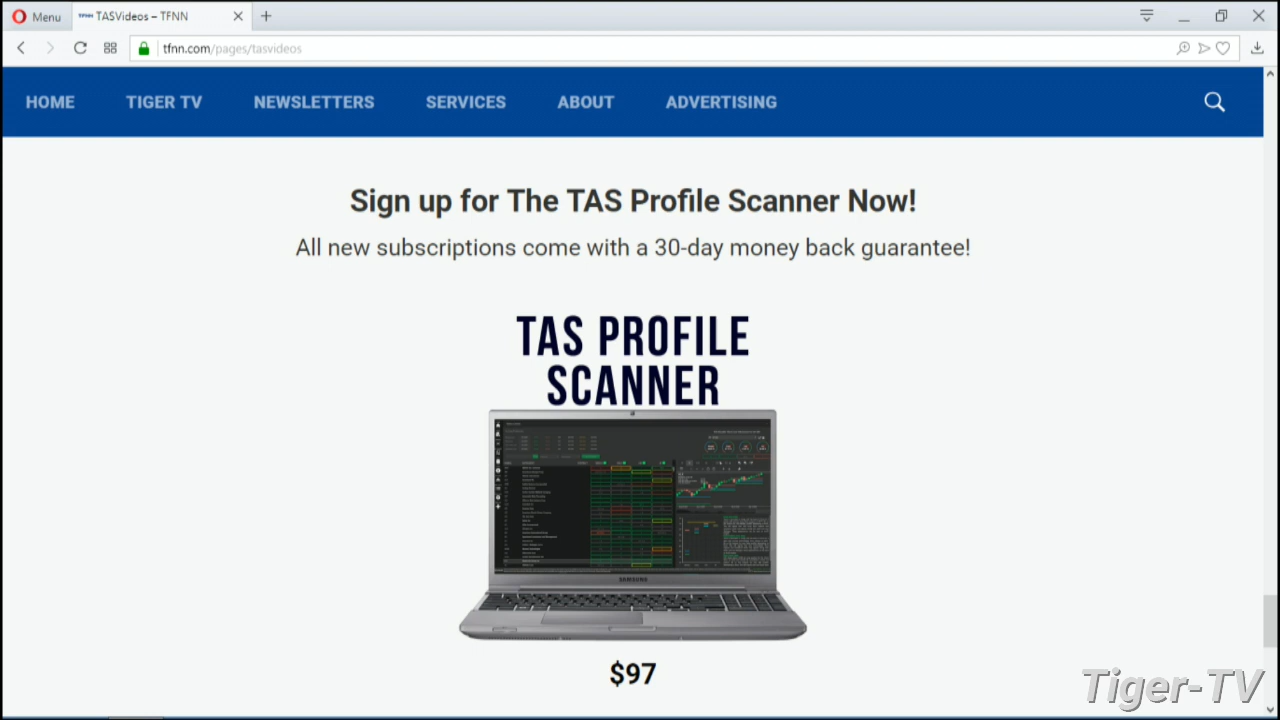 Menu
TFNN TASVideos – TFNN
tfnn.com/pages/tasvideos
HOME TIGER TV NEWSLETTERS SERVICES ABOUT ADVERTISING
Sign up for The TAS Profile Scanner Now!
All new subscriptions come with a 30-day money back guarantee!
TAS PROFILE
SCANNER
SAMSUNG
$97
Tiger-TV